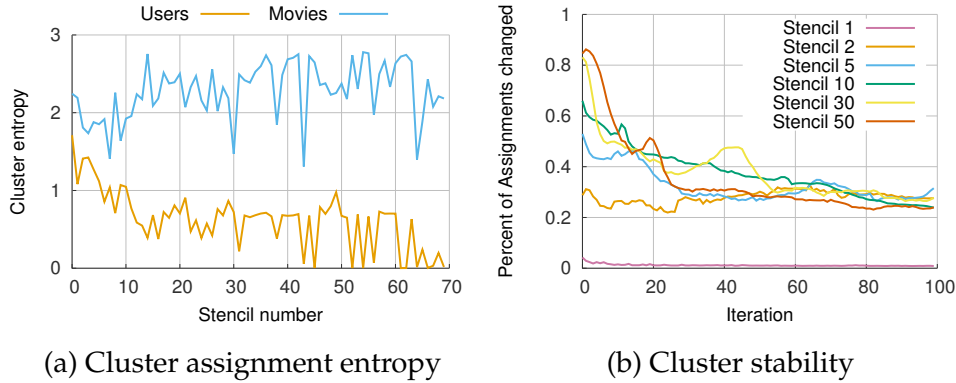 Users Movies
3
2
1
0
0 10 20 30 40 50 60 70
Cluster entropy
Stencil number
(a) Cluster assignment entropy
1
0.8
0.6
0.4
0.2
0
0 20 40 60 80 100
Percent of Assignments changed
Iteration
Stencil 1
Stencil 2
Stencil 5
Stencil 10
Stencil 30
Stencil 50
(b) Cluster stability